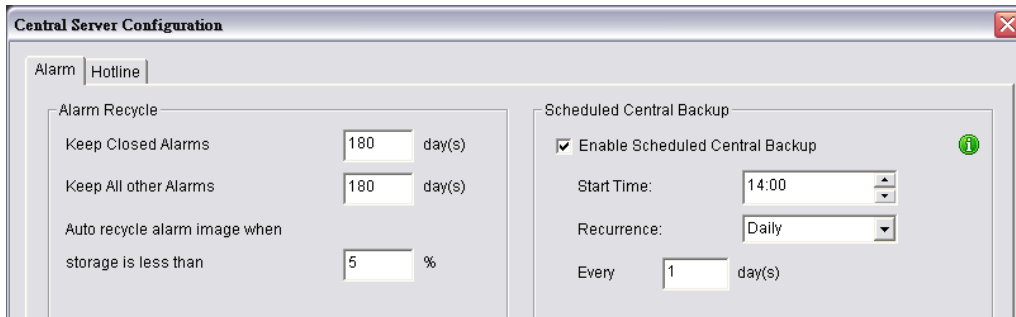 Central Server Configuration
Alarm
Hotline
Alarm Recycle
Keep Closed Alarms 180 day(s)
Keep All other Alarms 180 day(s)
Auto recycle alarm image when
storage is less than 5 %
Scheduled Central Backup
Enable Scheduled Central Backup
Start Time: 14:00
Recurrence: Daily
Every 1 day(s)